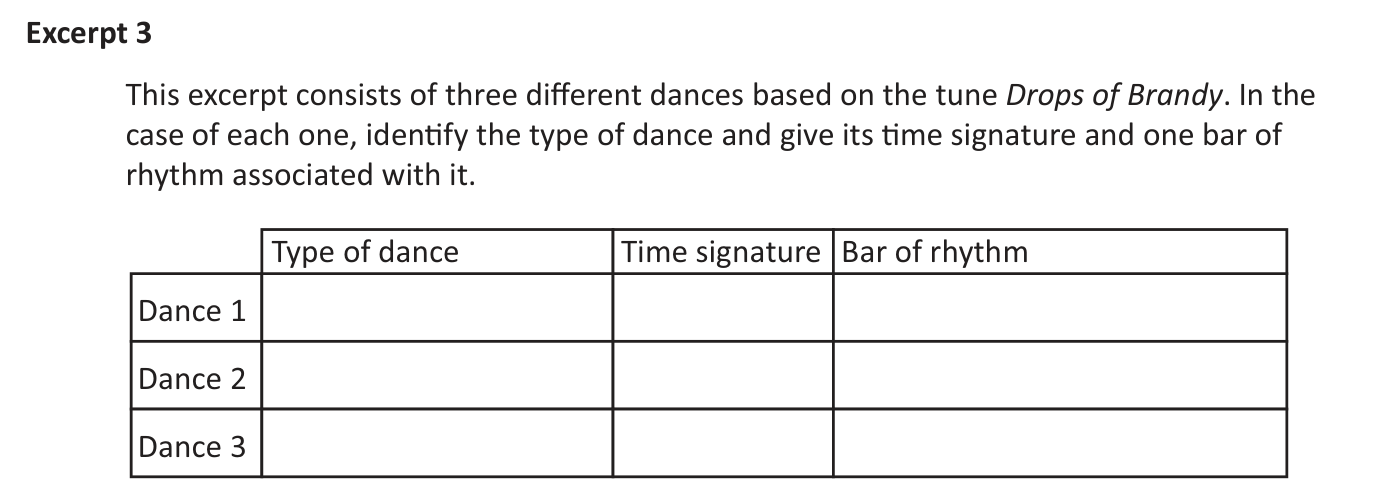 Excerpt 3
This excerpt consists of three different dances based on the tune Drops of Brandy. In the
case of each one, identify the type of dance and give its time signature and one bar of
rhythm associated with it.
Type of dance Time signature Bar of rhythm
Dance 1
Dance 2
Dance 3